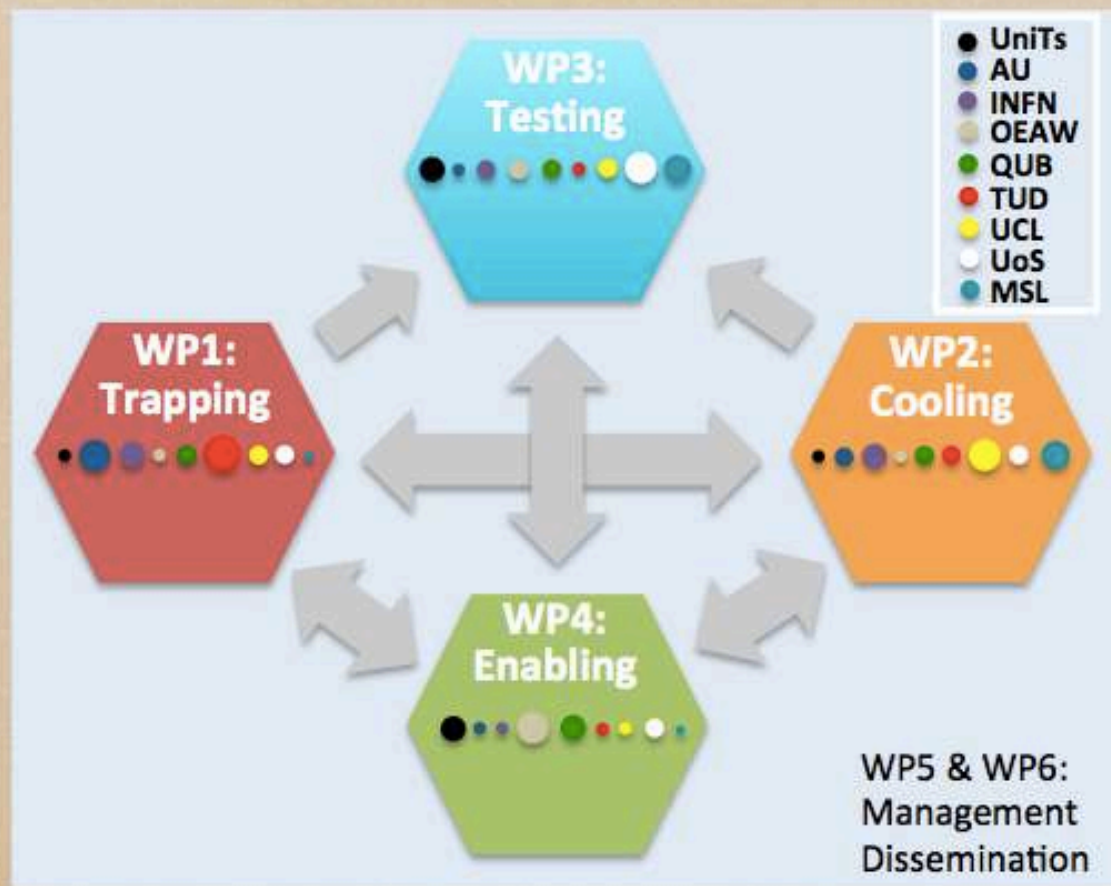 WP3:
Testing
UniTs
AU
INFN
OEAW
QUB
TUD
UCL
UoS
MSL
WP1:
Trapping
WP2:
Cooling
WP4:
Enabling
WP5 & WP6:
Management
Dissemination